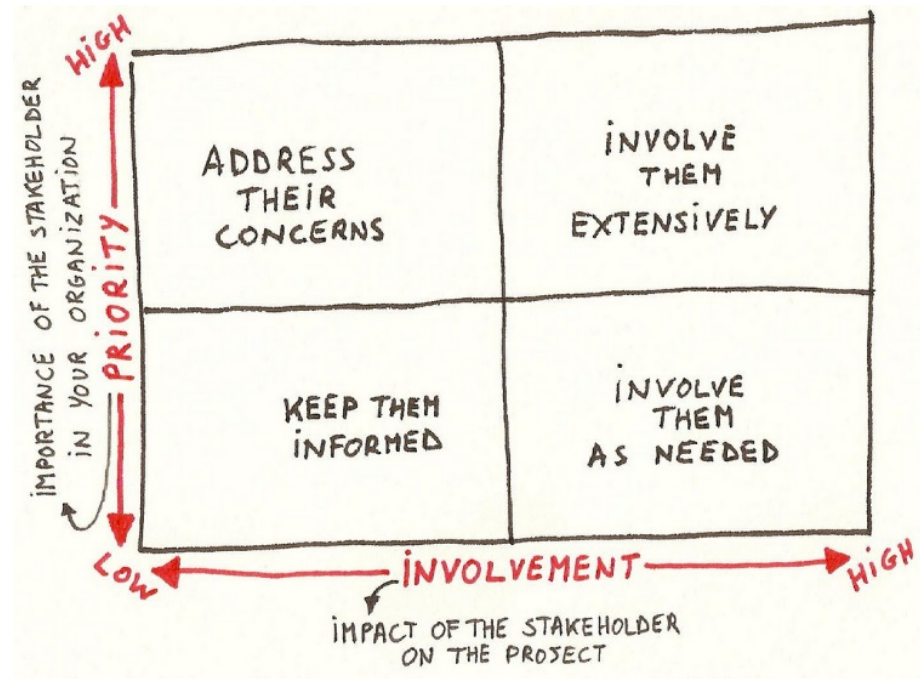 HIGH
IMPORTANCE OF THE STAKEHOLDER
IN YOUR ORGANIZATION
PRIORITY
ADDRESS
THEIR
CONCERNS
INVOLVE
THEM
EXTENSIVELY
KEEP THEM
INFORMED
INVOLVE
THEM
AS NEEDED
LOW
INVOLVEMENT
HIGH
IMPACT OF THE STAKEHOLDER
ON THE PROJECT